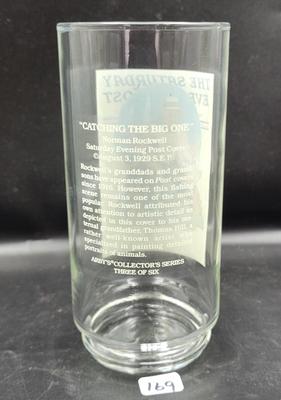 THE SATURDAY
EVE
POST
"CATCHING THE BIG ONE"
Norman Rockwell
Saturday Evening Post Cover
©August 3, 1929 S.E.P.
Rockwell's granddads and grand
sons have appeared on Post covers
since 1916. However, this fishing
scene remains one of the most
popular. Rockwell attributed his
own attention to artistic detail as
depicted in this cover to his ma-
ternal grandfather, Thomas Hill, a
rather well-known artist who
specialized in painting detailed
portraits of animals.
ARBY'S® COLLECTOR'S SERIES
THREE OF SIX
169